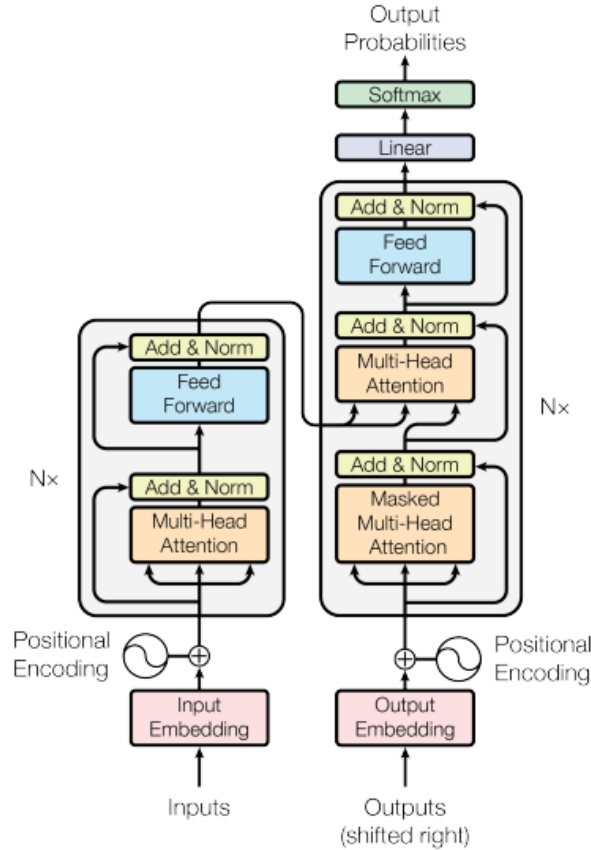 Output
Probabilities
Softmax
Linear
Add & Norm
Feed
Forward
Add & Norm
Multi-Head
Attention
N×
Add & Norm
Masked
Multi-Head
Attention
Add & Norm
Feed
Forward
N×
Add & Norm
Multi-Head
Attention
Positional
Encoding
Positional
Encoding
Input
Embedding
Output
Embedding
Inputs
Outputs
(shifted right)